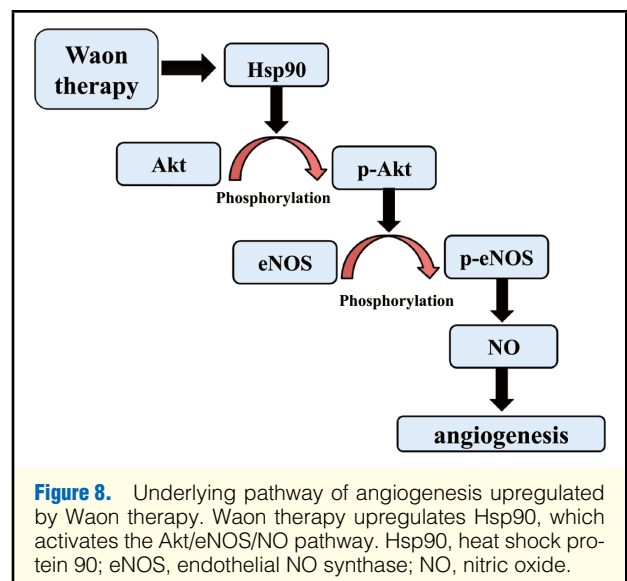 Waon
therapy
Hsp90
Akt
p-Akt
Phosphorylation
eNOS
p-eNOS
Phosphorylation
NO
angiogenesis
Figure 8. Underlying pathway of angiogenesis upregulated
by Waon therapy. Waon therapy upregulates Hsp90, which
activates the Akt/eNOS/NO pathway. Hsp90, heat shock pro-
tein 90; eNOS, endothelial NO synthase; NO, nitric oxide.